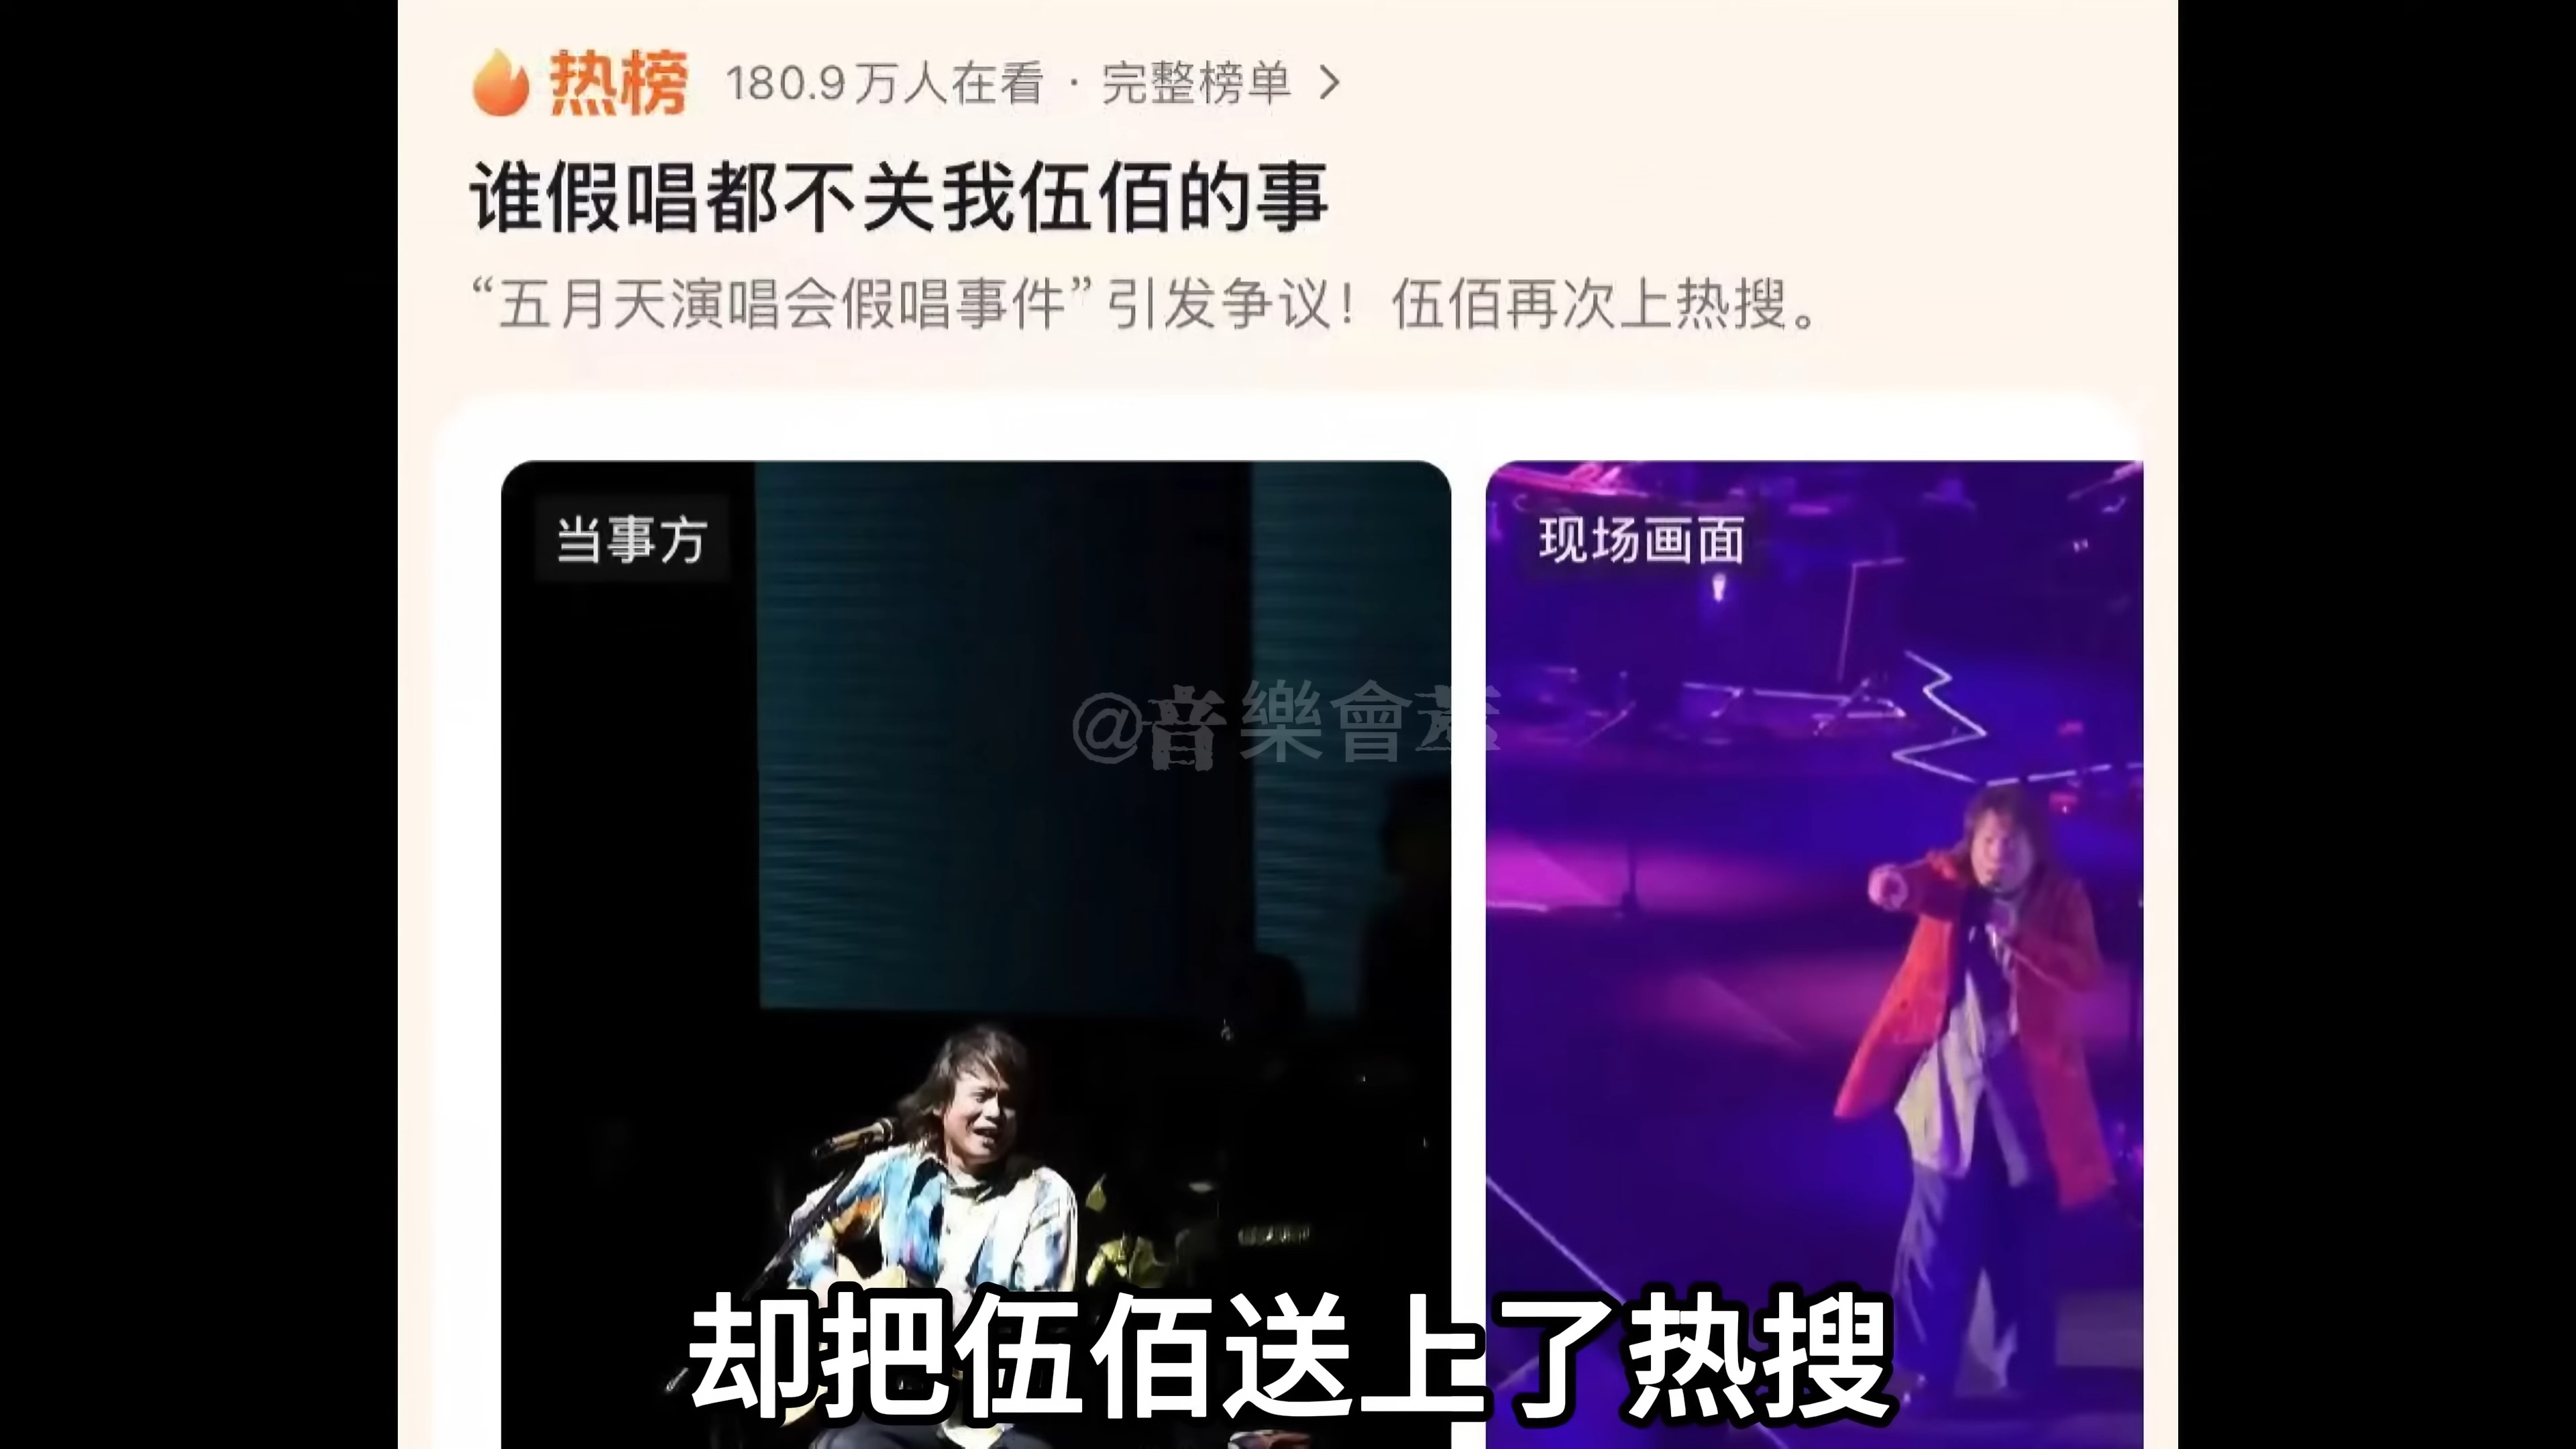 热榜 180.9万人在看 · 完整榜单 >
谁假唱都不关我伍佰的事
“五月天演唱会假唱事件”引发争议！伍佰再次上热搜。
当事方
现场画面
@音樂會
却把伍佰送上了热搜